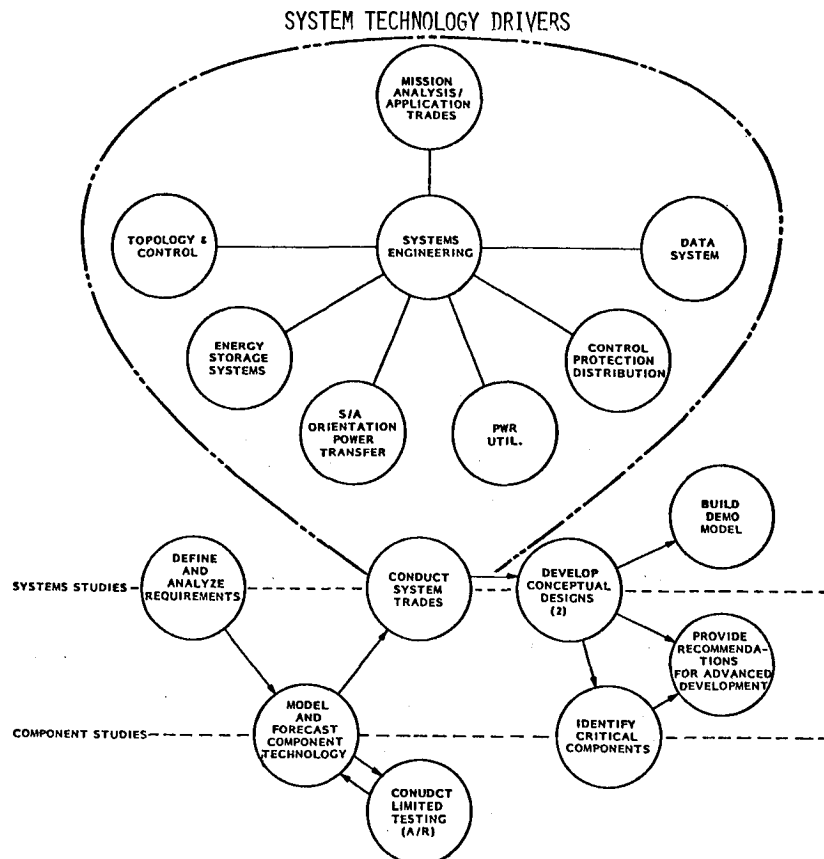 SYSTEM TECHNOLOGY DRIVERS
MISSION
ANALYSIS/
APPLICATION
TRADES
TOPOLOGY &
CONTROL
SYSTEMS
ENGINEERING
DATA
SYSTEM
ENERGY
STORAGE
SYSTEMS
CONTROL
PROTECTION
DISTRIBUTION
S/A
ORIENTATION
POWER
TRANSFER
PWR
UTIL.
BUILD
DEMO
MODEL
SYSTEMS STUDIES
DEFINE
AND
ANALYZE
REQUIREMENTS
CONDUCT
SYSTEM
TRADES
DEVELOP
CONCEPTUAL
DESIGNS
(2)
PROVIDE
RECOMMENDA-
TIONS
FOR ADVANCED
DEVELOPMENT
COMPONENT STUDIES
MODEL
AND
FORECAST
COMPONENT
TECHNOLOGY
IDENTIFY
CRITICAL
COMPONENTS
CONUDCT
LIMITED
TESTING
(A/R)